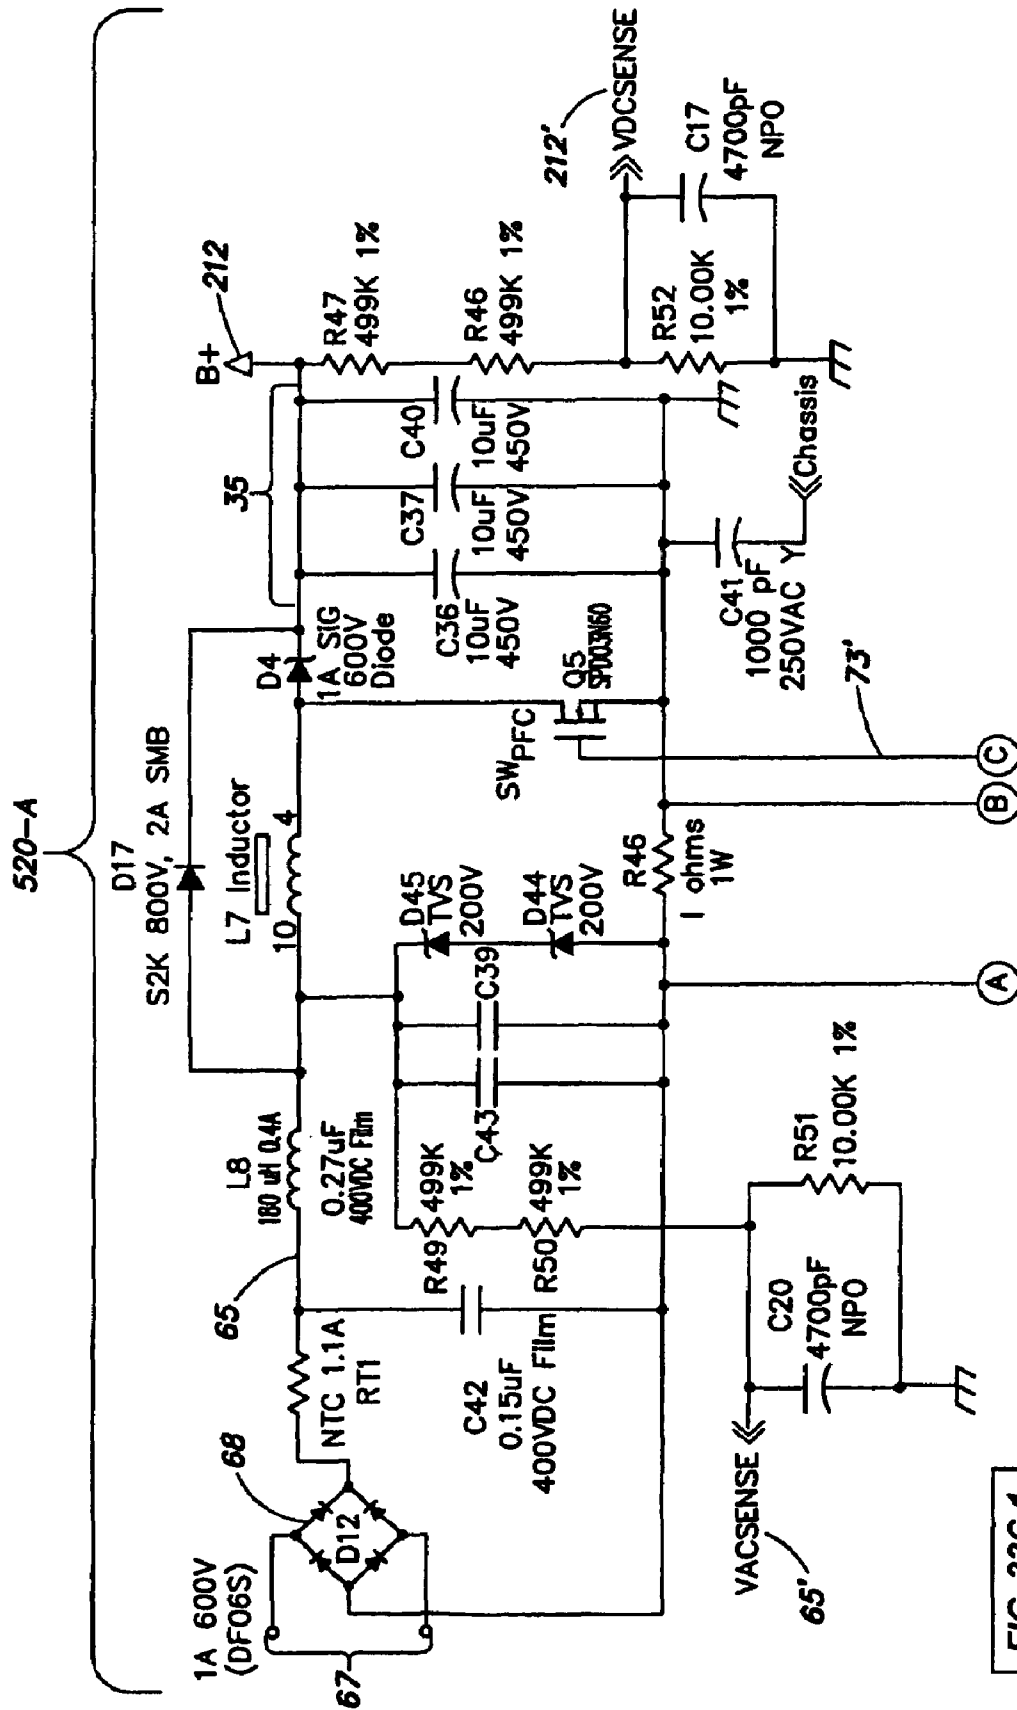 520-A
D17
S2K 800V, 2A SMB
L7 Inductor
10
4
1A 600V
(DF06S)
67
68
D12
NTC 1.1A
RT1
65
L8
180 uH 0.4A
0.27uF
400VDC Film
C42
0.15uF
400VDC Film
R49
499K
1%
R50
499K
1%
C43
C39
D45
TVS
200V
D44
TVS
200V
R46
1 ohms
1W
D4
1A SIG
600V
Diode
SWPFC
Q5
SPD03N60
35
C36
10uF
450V
C37
10uF
450V
C40
10uF
450V
B+
212
R47
499K 1%
R46
499K 1%
R52
10.00K
1%
C17
4700pF
NPO
VDCSENSE
212'
C41
1000 pF
250VAC Y
Chassis
73'
A
B
C
VACSENSE
65'
C20
4700pF
NPO
R51
10.00K 1%
FIG.